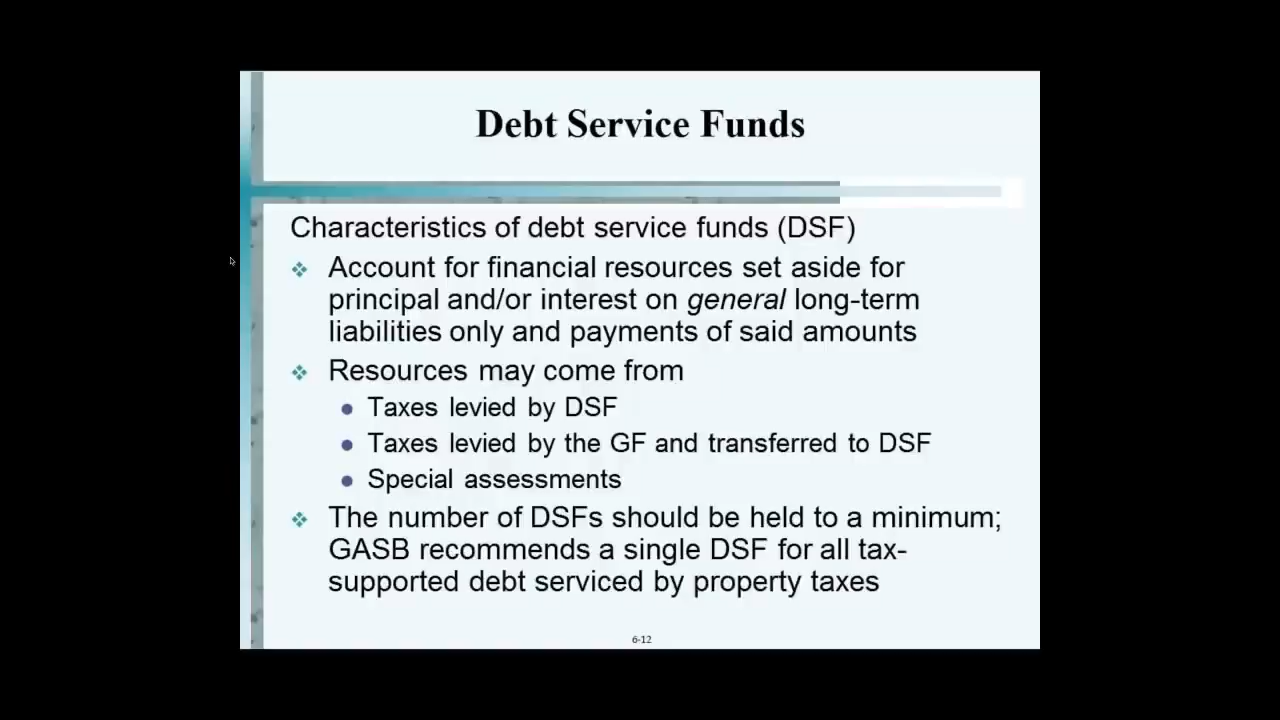 Debt Service Funds
Characteristics of debt service funds (DSF)
Account for financial resources set aside for
principal and/or interest on general long-term
liabilities only and payments of said amounts
Resources may come from
Taxes levied by DSF
Taxes levied by the GF and transferred to DSF
Special assessments
The number of DSFs should be held to a minimum;
GASB recommends a single DSF for all tax-
supported debt serviced by property taxes
6-12